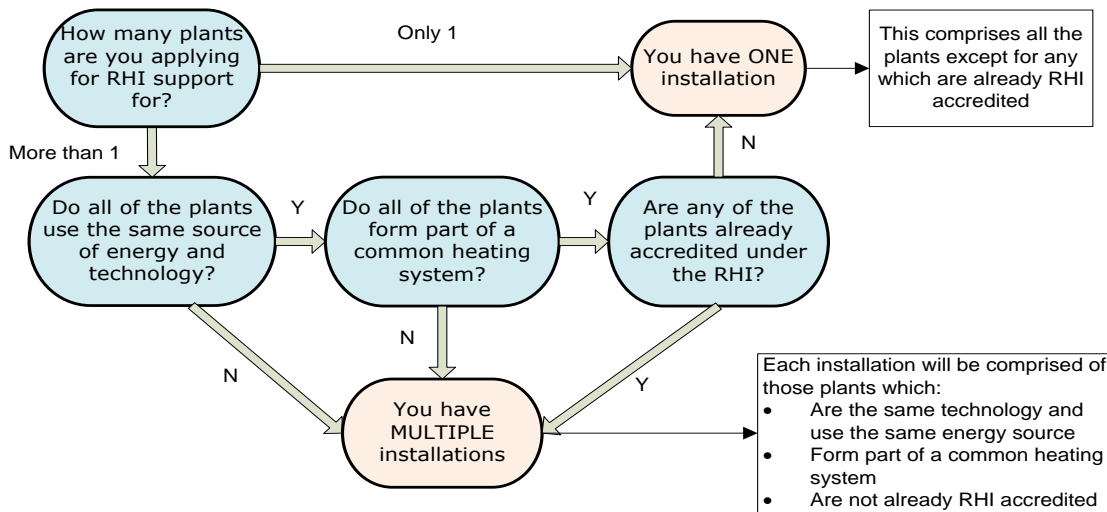 How many plants
are you applying
for RHI support
for?
Only 1
You have ONE
installation
This comprises all the
plants except for any
which are already RHI
accredited
More than 1
N
Do all of the plants
use the same source
of energy and
technology?
Y
Do all of the plants
form part of a
common heating
system?
Y
Are any of the
plants already
accredited under
the RHI?
N
N
Y
You have
MULTIPLE
installations
Each installation will be comprised of
those plants which:
• Are the same technology and
use the same energy source
• Form part of a common heating
system
• Are not already RHI accredited